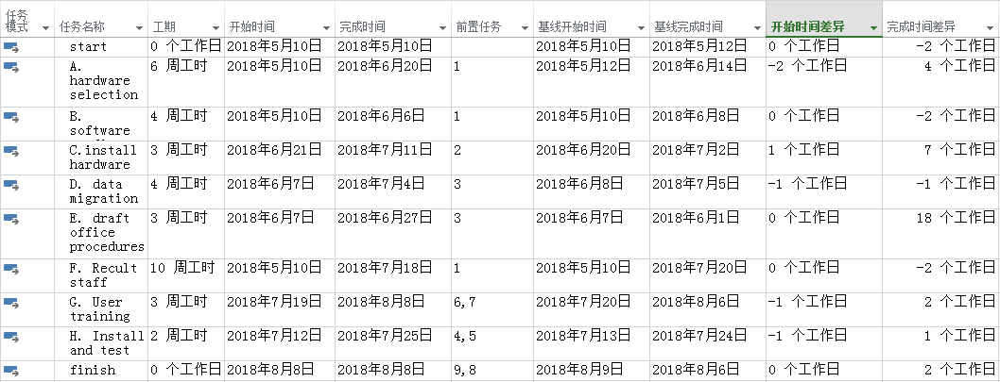 任务模式 任务名称 工期 开始时间 完成时间 前置任务 基线开始时间 基线完成时间 开始时间差异 完成时间差异
start 0 个工作日 2018年5月10日 2018年5月10日 2018年5月10日 2018年5月12日 0 个工作日 -2 个工作日
A. hardware selection 6 周工时 2018年5月10日 2018年6月20日 1 2018年5月12日 2018年6月14日 -2 个工作日 4 个工作日
B. software 4 周工时 2018年5月10日 2018年6月6日 1 2018年5月10日 2018年6月8日 0 个工作日 -2 个工作日
C.install hardware 3 周工时 2018年6月21日 2018年7月11日 2 2018年6月20日 2018年7月2日 1 个工作日 7 个工作日
D. data migration 4 周工时 2018年6月7日 2018年7月4日 3 2018年6月8日 2018年7月5日 -1 个工作日 -1 个工作日
E. draft office procedures 3 周工时 2018年6月7日 2018年6月27日 3 2018年6月7日 2018年6月1日 0 个工作日 18 个工作日
F. Recult staff 10 周工时 2018年5月10日 2018年7月18日 1 2018年5月10日 2018年7月20日 0 个工作日 -2 个工作日
G. User training 3 周工时 2018年7月19日 2018年8月8日 6,7 2018年7月20日 2018年8月6日 -1 个工作日 2 个工作日
H. Install and test 2 周工时 2018年7月12日 2018年7月25日 4,5 2018年7月13日 2018年7月24日 -1 个工作日 1 个工作日
finish 0 个工作日 2018年8月8日 2018年8月8日 9,8 2018年8月9日 2018年8月6日 0 个工作日 2 个工作日